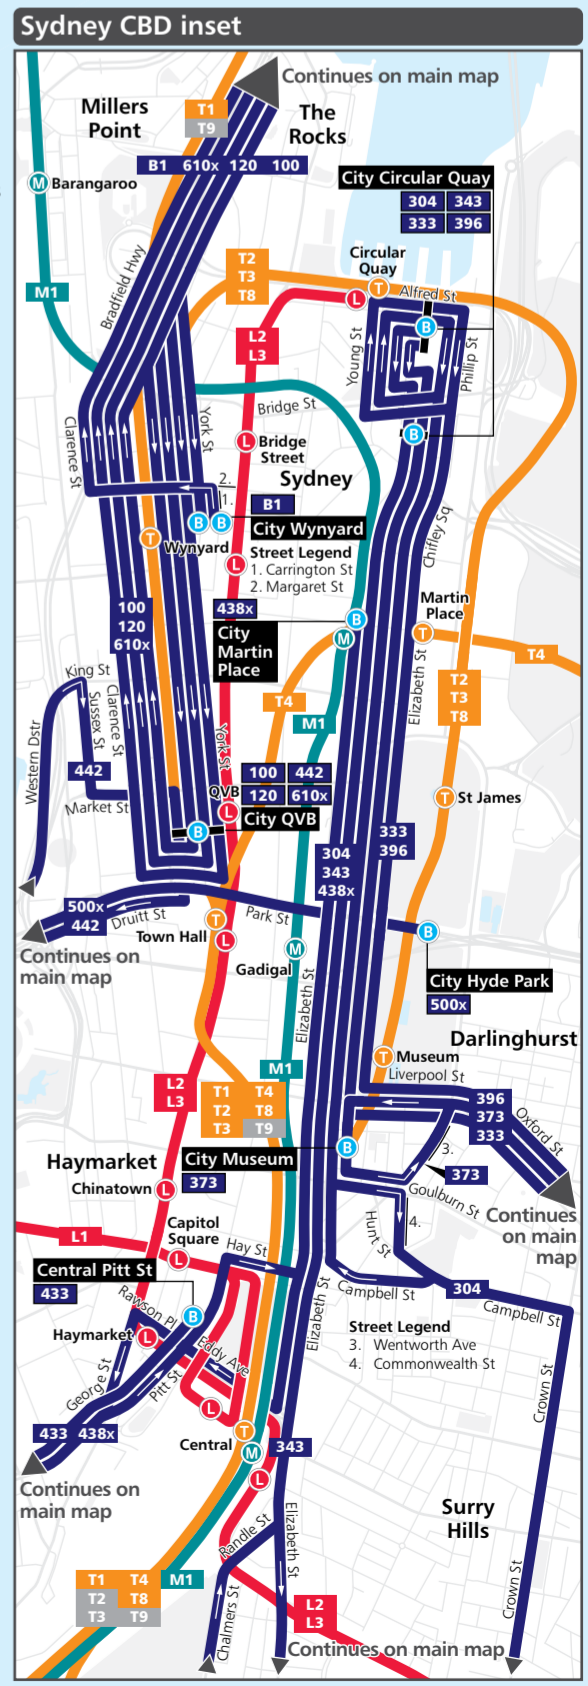 Sydney CBD inset
Continues on main map
Millers
Point
T1
T9
The
Rocks
B1 610x 120 100
M Barangaroo
City Circular Quay
304 343
333 396
Bradfield Hwy
T2
T3
T8
Circular
Quay
T
L
Alfred St
M1
B
L2
L3
Young St
Phillip St
Bridge St
Clarence St
York St
L Bridge
Street
B
Sydney
Chifley Sq
2.
1.
B1
B B
City Wynyard
T
Wynyard
Street Legend
1. Carrington St
2. Margaret St
L
Martin
Place
100
120
610x
438x
City
Martin
Place
B
M
T
T4
Elizabeth St
King St
Sussex St
Clarence St
T2
T3
T8
T4
M1
Western Dstr
York St
442
100 442
120 610x
QVB
L
City QVB
B
Market St
T St James
304
343
438x
333
396
500x
442
Druitt St
Park St
T
Town Hall
L
B
Continues on
main map
M
Gadigal
City Hyde Park
500x
Elizabeth St
Darlinghurst
T Museum
Liverpool St
M1
L2
L3
T1 T4
T2 T8
T3 T9
396
373
333
Oxford St
3.
Haymarket
City Museum
B
373
373
Chinatown L
Goulburn St
Continues
on main
map
Capitol
Square
L
L1
Hay St
Hunt St
4.
Central Pitt St
433
B
Campbell St
304
Campbell St
Rawson Pl
Haymarket L
Eddy Ave
Elizabeth St
Street Legend
3. Wentworth Ave
4. Commonwealth St
George St
Pitt St
L
Crown St
433 438x
T
Central
M
343
L
Continues on
main map
Surry
Hills
Randle St
Elizabeth St
T1 T4
T2 T8
T3 T9
M1
Chalmers St
L2
L3
Crown St
Continues on main map